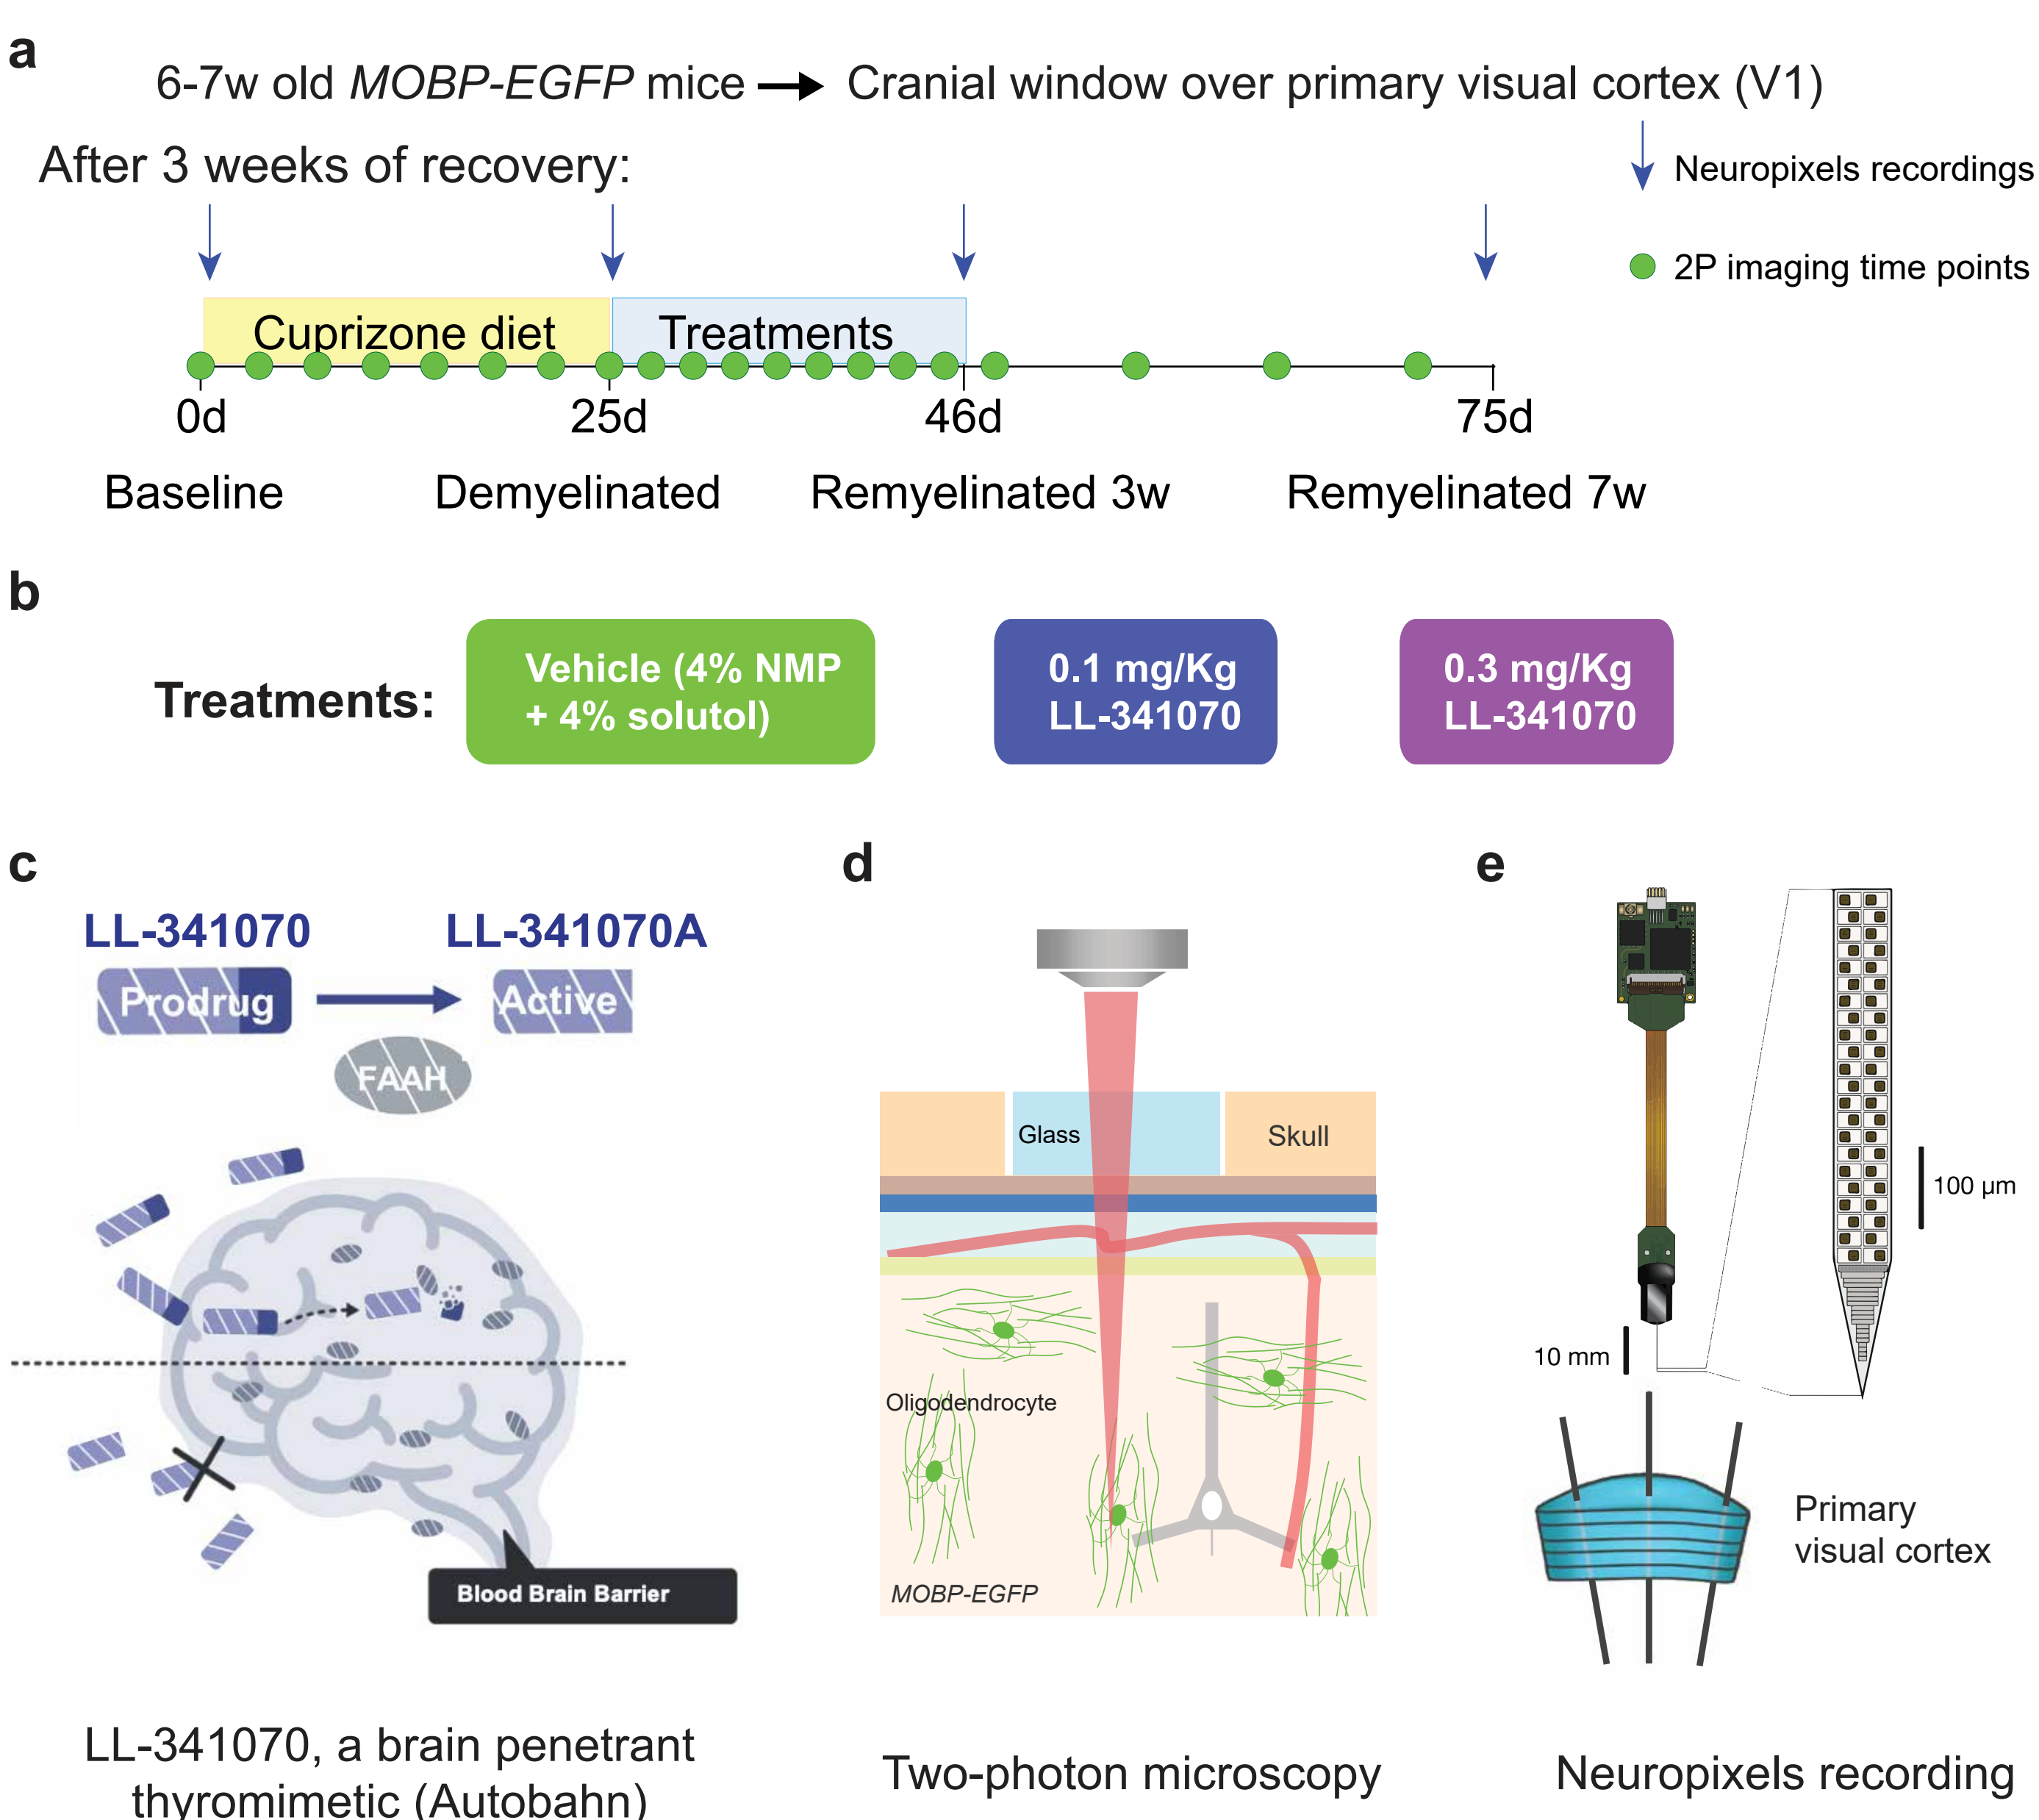 a
6-7w old MOBP-EGFP mice → Cranial window over primary visual cortex (V1)
After 3 weeks of recovery:
Neuropixels recordings
2P imaging time points
Cuprizone diet
Treatments
0d
25d
46d
75d
Baseline
Demyelinated
Remyelinated 3w
Remyelinated 7w
b
Treatments:
Vehicle (4% NMP
+ 4% solutol)
0.1 mg/Kg
LL-341070
0.3 mg/Kg
LL-341070
c
LL-341070
LL-341070A
Prodrug
Active
FAAH
Blood Brain Barrier
LL-341070, a brain penetrant
thyromimetic (Autobahn)
d
Glass
Skull
Oligodendrocyte
MOBP-EGFP
Two-photon microscopy
e
100 µm
10 mm
Primary
visual cortex
Neuropixels recording